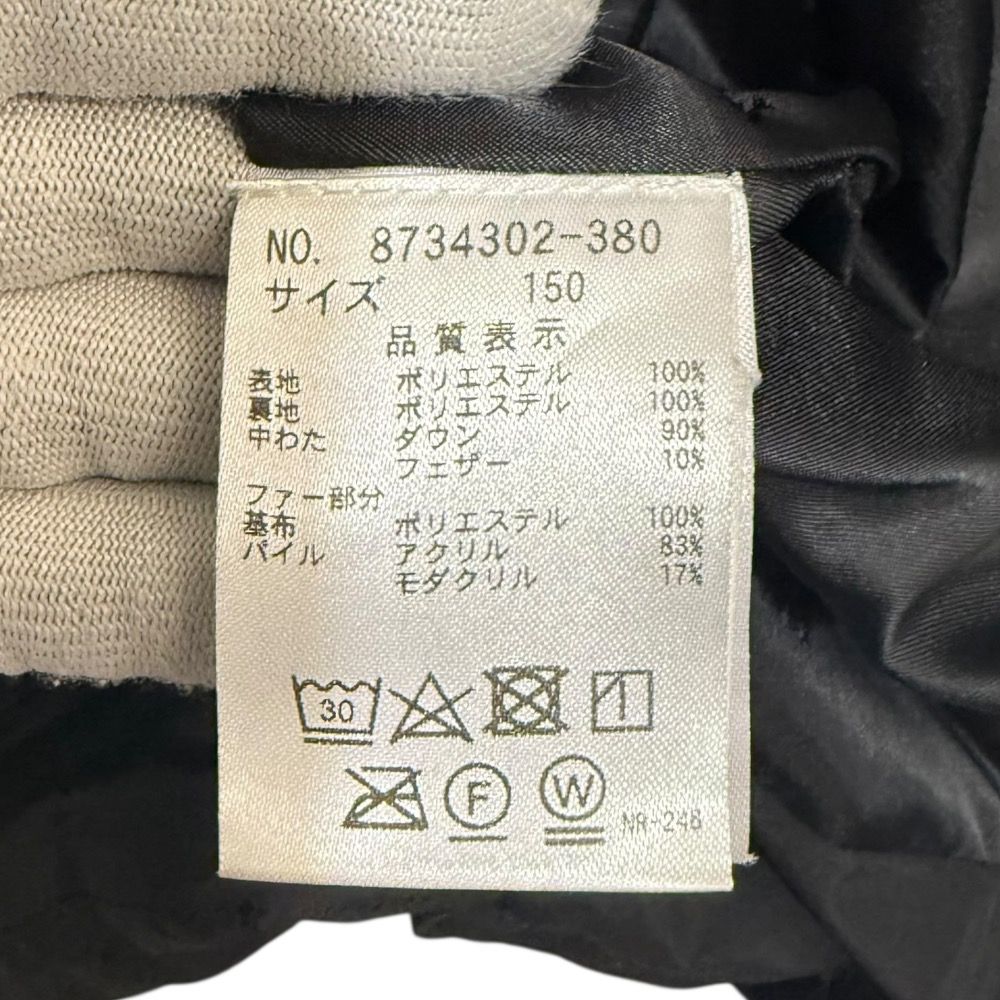 NO. 8734302-380
サイズ 150
品質表示
表地 ポリエステル 100%
裏地 ポリエステル 100%
中わた ダウン 90%
フェザー 10%
ファー部分
基布 ポリエステル 100%
パイル アクリル 83%
モダクリル 17%
30
F W
NR-248